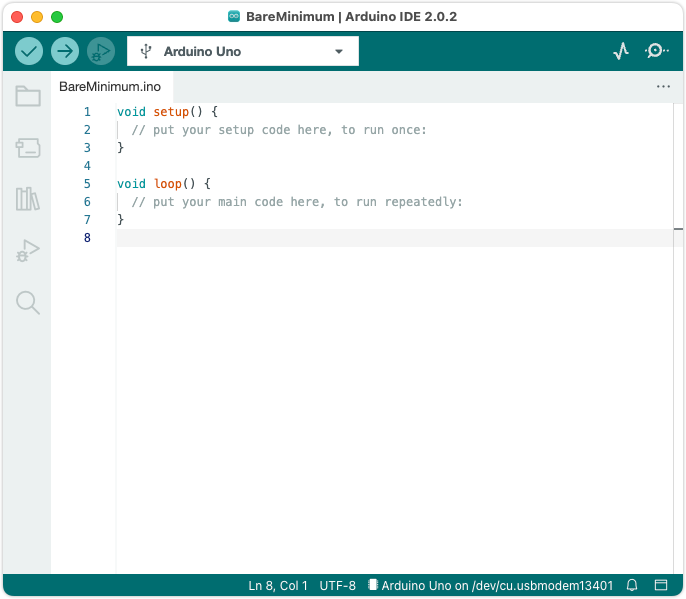 BareMinimum | Arduino IDE 2.0.2
Arduino Uno
BareMinimum.ino
1 void setup() {
2   // put your setup code here, to run once:
3 }
4
5 void loop() {
6   // put your main code here, to run repeatedly:
7 }
8
Ln 8, Col 1 UTF-8 Arduino Uno on /dev/cu.usbmodem13401